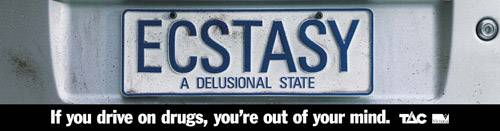 ECSTASY
A DELUSIONAL STATE
If you drive on drugs, you're out of your mind. TAC